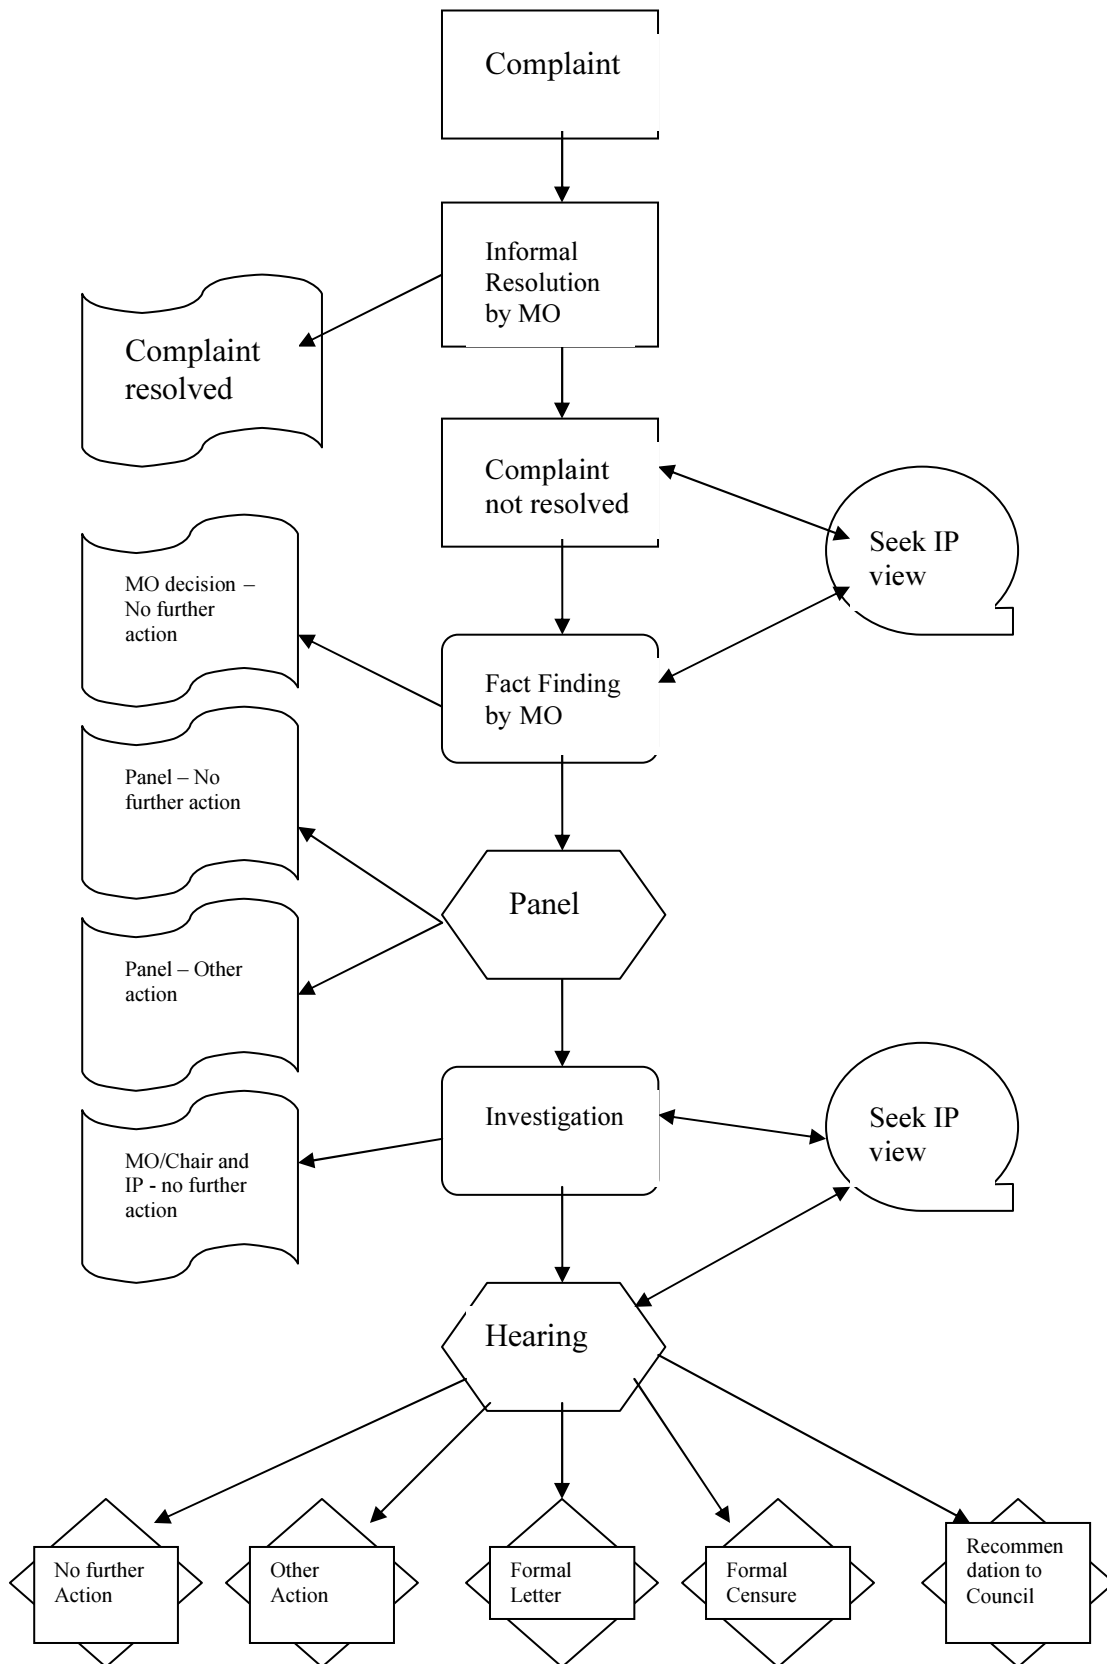 Complaint
Informal
Resolution
by MO
Complaint
resolved
Complaint
not resolved
Seek IP
view
MO decision –
No further
action
Fact Finding
by MO
Panel – No
further action
Panel
Panel – Other
action
Investigation
Seek IP
view
MO/Chair and
IP - no further
action
Hearing
No further
Action
Other
Action
Formal
Letter
Formal
Censure
Recommen
dation to
Council